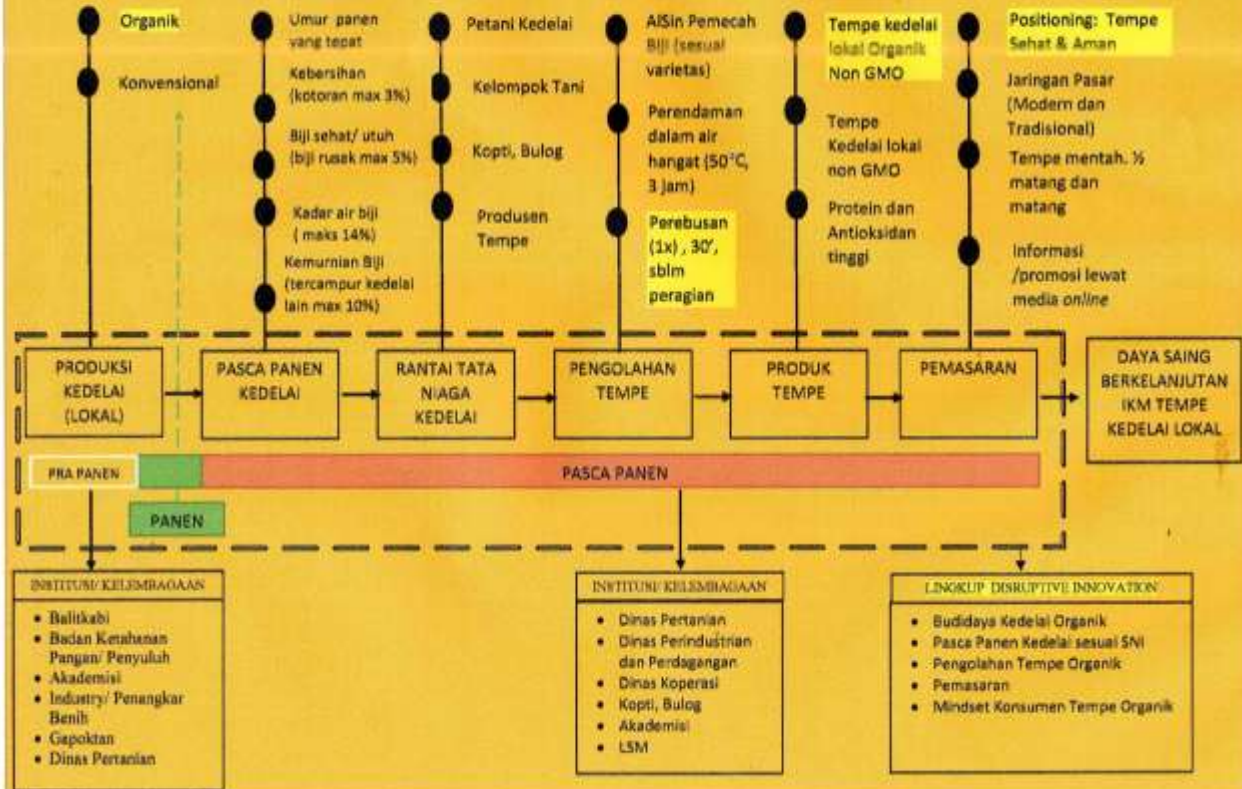 Organik
Konvensional
Umur panen
yang tepat
Kebersihan
(kotoran max 3%)
Biji sehat/ utuh
(biji rusak max 5%)
Kadar air biji
( maks 14%)
Kemurnian Biji
(tercampur kedelai
lain max 10%)
Petani Kedelai
Kelompok Tani
Kopti, Bulog
Produsen
Tempe
AlSin Pemecah
Biji (sesuai
varietas)
Perendaman
dalam air
hangat (50°C,
3 jam)
Perebusan
(1x) , 30',
sblm
peragian
Tempe kedelai
lokal Organik
Non GMO
Tempe
Kedelai lokal
non GMO
Protein dan
Antioksidan
tinggi
Positioning: Tempe
Sehat & Aman
Jaringan Pasar
(Modern dan
Tradisional)
Tempe mentah. ½
matang dan
matang
Informasi
/promosi lewat
media online
PRODUKSI
KEDELAI
(LOKAL)
PASCA PANEN
KEDELAI
RANTAI TATA
NIAGA
KEDELAI
PENGOLAHAN
TEMPE
PRODUK
TEMPE
PEMASARAN
DAYA SAING
BERKELANJUTAN
IKM TEMPE
KEDELAI LOKAL
PRA PANEN
PASCA PANEN
PANEN
INSTITUSI/ KELEMBAGAAN
• Balitkabi
• Badan Ketahanan
Pangan/ Penyuluh
• Akademisi
• Industry/ Penangkar
Benih
• Gapoktan
• Dinas Pertanian
INSTITUSI/ KELEMBAGAAN
• Dinas Pertanian
• Dinas Perindustrian
dan Perdagangan
• Dinas Koperasi
• Kopti, Bulog
• Akademisi
• LSM
LINGKUP DISRUPTIVE INNOVATION
• Budidaya Kedelai Organik
• Pasca Panen Kedelai sesuai SNI
• Pengolahan Tempe Organik
• Pemasaran
• Mindset Konsumen Tempe Organik